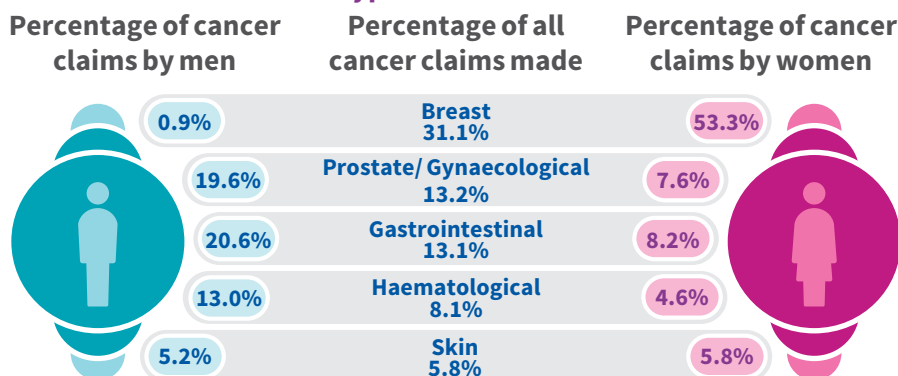 Percentage of cancer
claims by men
Percentage of all
cancer claims made
Percentage of cancer
claims by women
0.9%
Breast
31.1%
53.3%
19.6%
Prostate/ Gynaecological
13.2%
7.6%
20.6%
Gastrointestinal
13.1%
8.2%
13.0%
Haematological
8.1%
4.6%
5.2%
Skin
5.8%
5.8%